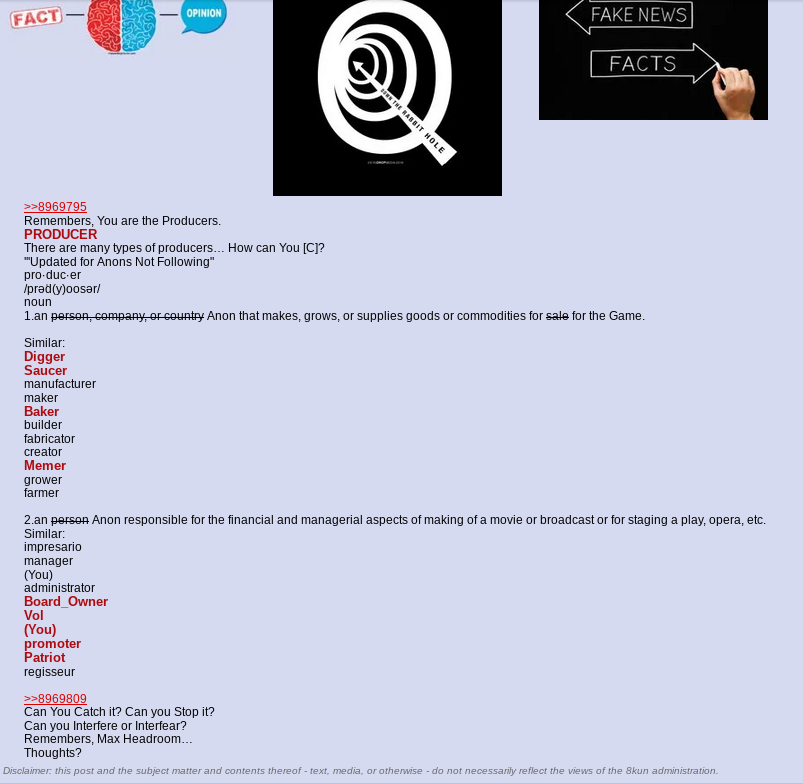 FACT
OPINION
FAKE NEWS
FACTS
DOWN THE RABBIT HOLE
>>8969795
Remembers, You are the Producers.
PRODUCER
There are many types of producers… How can You [C]?
'"Updated for Anons Not Following"
pro·duc·er
/prəˈd(y)oosər/
noun
1.an person, company, or country Anon that makes, grows, or supplies goods or commodities for sale for the Game.
Similar:
Digger
Saucer
manufacturer
maker
Baker
builder
fabricator
creator
Memer
grower
farmer
2.an person Anon responsible for the financial and managerial aspects of making of a movie or broadcast or for staging a play, opera, etc.
Similar:
impresario
manager
(You)
administrator
Board_Owner
Vol
(You)
promoter
Patriot
regisseur
>>8969809
Can You Catch it? Can you Stop it?
Can you Interfere or Interfear?
Remembers, Max Headroom…
Thoughts?
Disclaimer: this post and the subject matter and contents thereof - text, media, or otherwise - do not necessarily reflect the views of the 8kun administration.